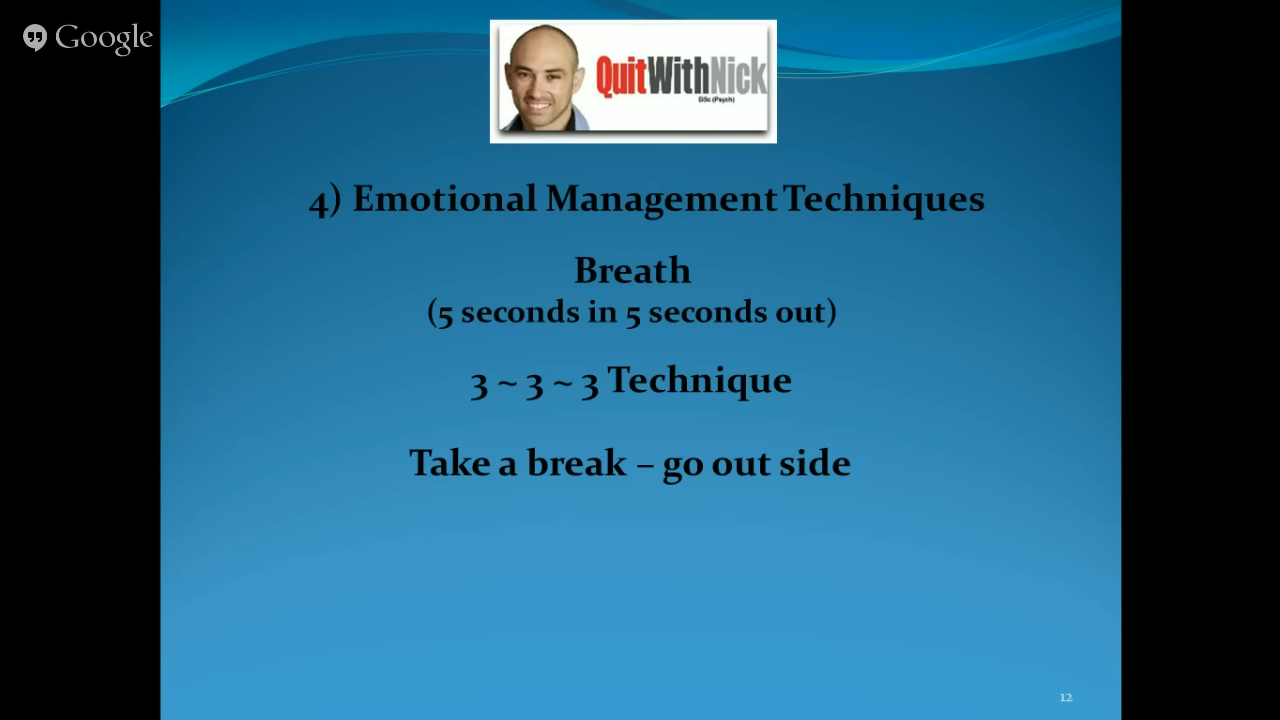 Google
QuitWithNick
BSc (Psych)
4) Emotional Management Techniques
Breath
(5 seconds in 5 seconds out)
3 ~ 3 ~ 3 Technique
Take a break – go out side
12